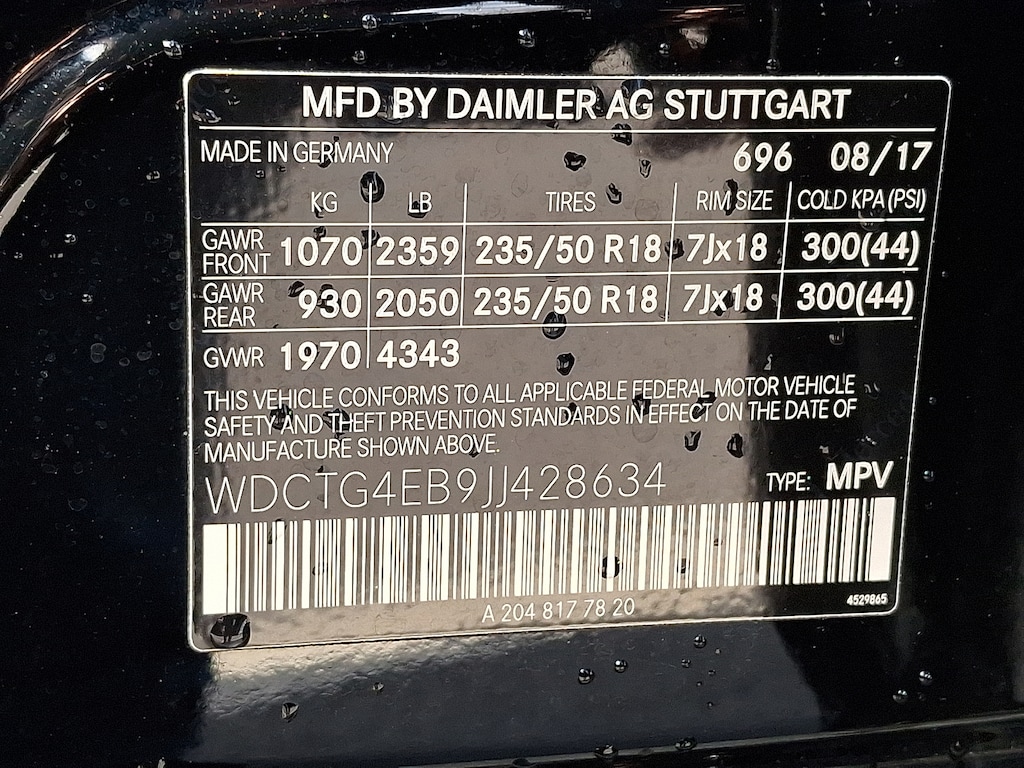 MFD BY DAIMLER AG STUTTGART
MADE IN GERMANY 696 08/17
KG LB TIRES RIM SIZE COLD KPA (PSI)
GAWR FRONT 1070 2359 235/50 R18 7Jx18 300(44)
GAWR REAR 930 2050 235/50 R18 7Jx18 300(44)
GVWR 1970 4343
THIS VEHICLE CONFORMS TO ALL APPLICABLE FEDERAL MOTOR VEHICLE
SAFETY AND THEFT PREVENTION STANDARDS IN EFFECT ON THE DATE OF
MANUFACTURE SHOWN ABOVE.
WDCTG4EB9JJ428634 TYPE: MPV
A 204 817 78 20 4529865